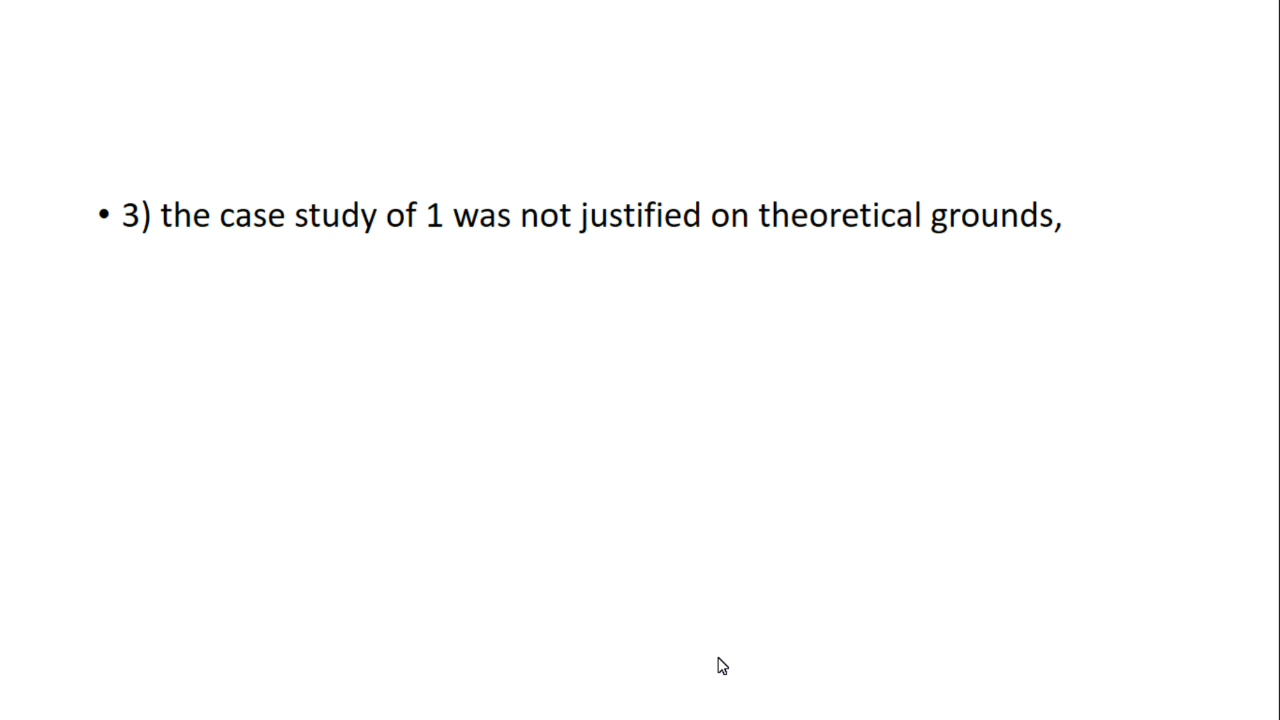 • 3) the case study of 1 was not justified on theoretical grounds,